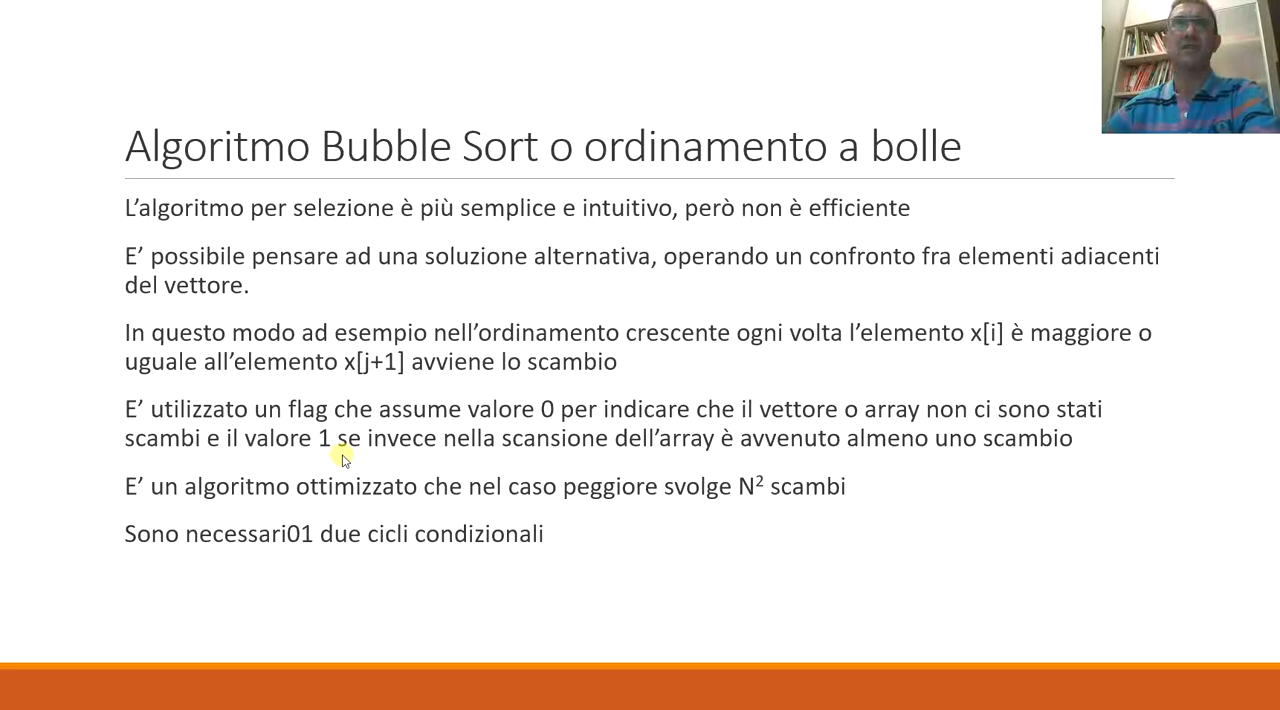 Algoritmo Bubble Sort o ordinamento a bolle
L’algoritmo per selezione è più semplice e intuitivo, però non è efficiente
E’ possibile pensare ad una soluzione alternativa, operando un confronto fra elementi adiacenti
del vettore.
In questo modo ad esempio nell’ordinamento crescente ogni volta l’elemento x[i] è maggiore o
uguale all’elemento x[j+1] avviene lo scambio
E’ utilizzato un flag che assume valore 0 per indicare che il vettore o array non ci sono stati
scambi e il valore 1 se invece nella scansione dell’array è avvenuto almeno uno scambio
E’ un algoritmo ottimizzato che nel caso peggiore svolge N² scambi
Sono necessari01 due cicli condizionali